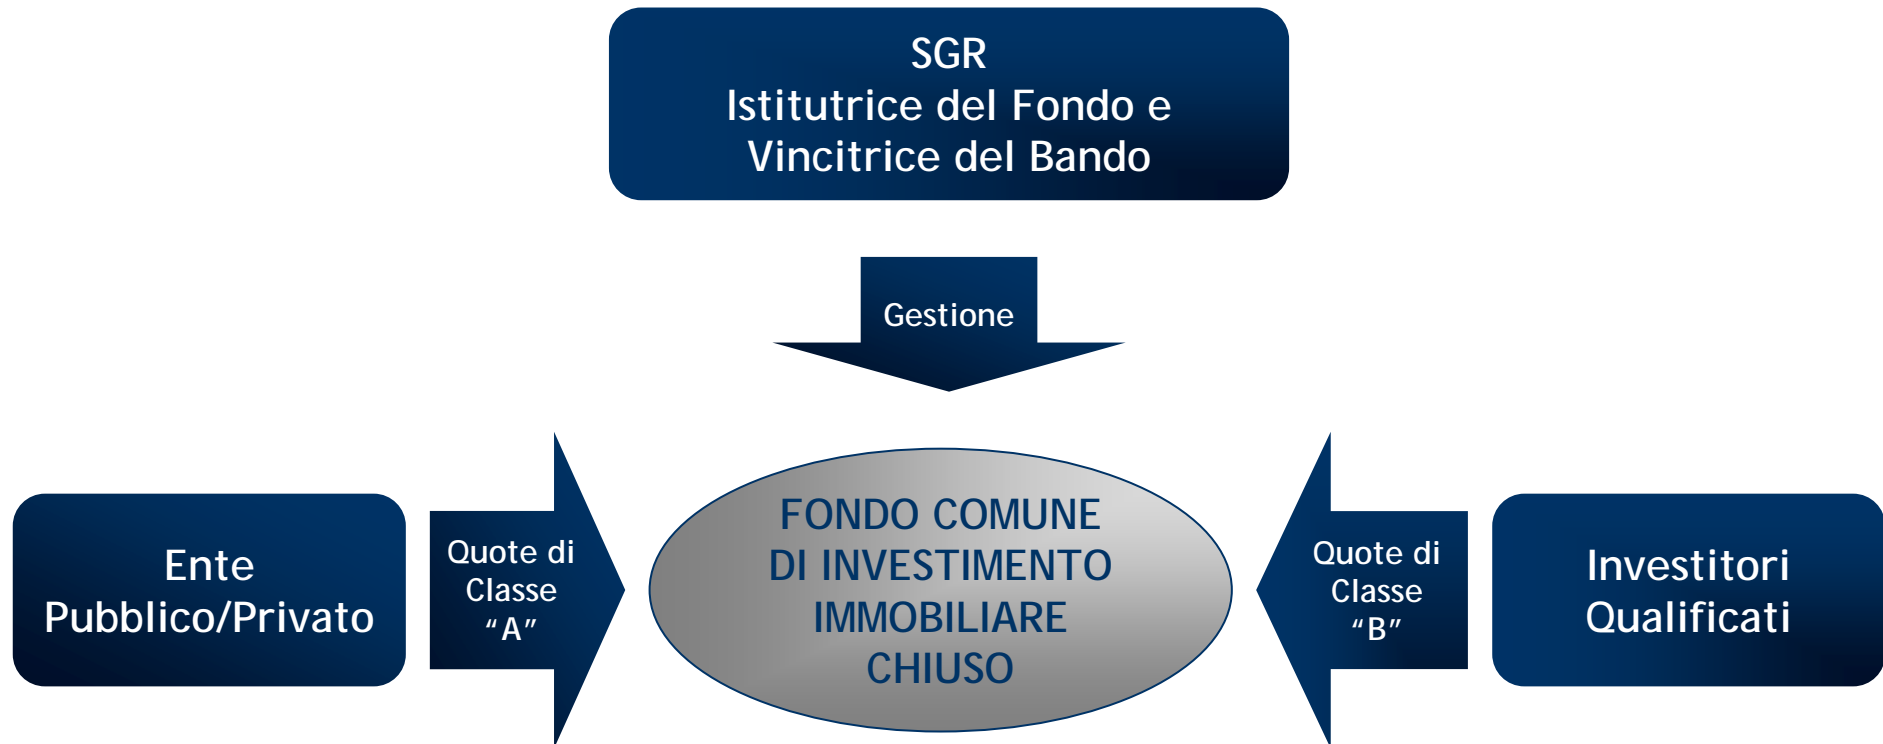 SGR
Istitutrice del Fondo e
Vincitrice del Bando
Gestione
Ente
Pubblico/Privato
Quote di
Classe
“A”
FONDO COMUNE
DI INVESTIMENTO
IMMOBILIARE
CHIUSO
Quote di
Classe
“B”
Investitori
Qualificati